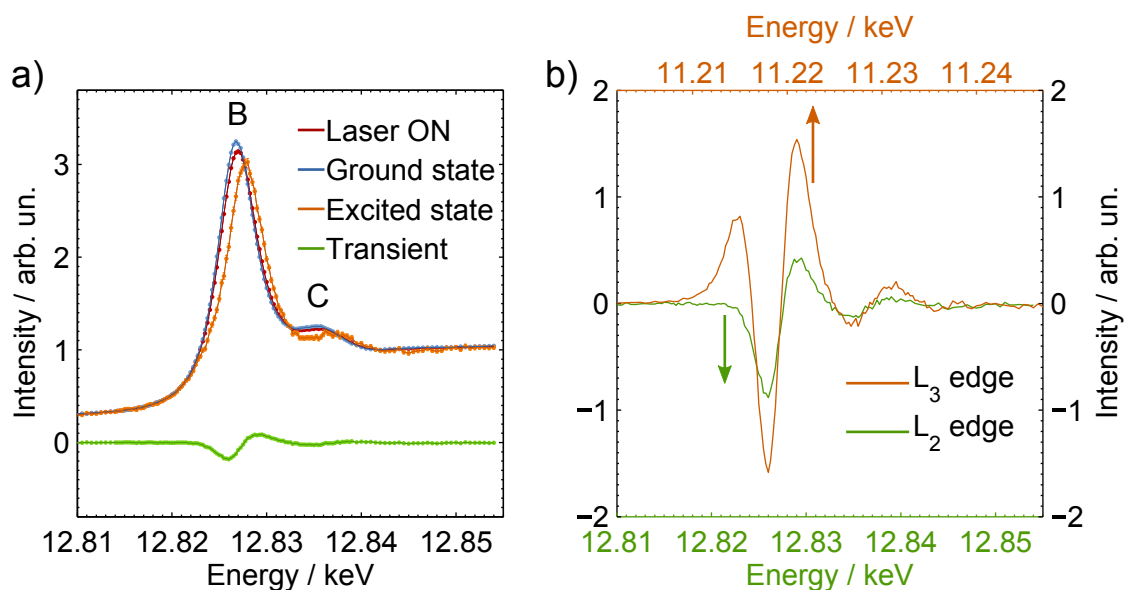 a)
B
Laser ON
Ground state
Excited state
Transient
C
3
2
1
0
Intensity / arb. un.
12.81 12.82 12.83 12.84 12.85
Energy / keV
b)
Energy / keV
11.21 11.22 11.23 11.24
2 2
1 1
0 0
−1 −1
−2 −2
L3 edge
L2 edge
Intensity / arb. un.
12.81 12.82 12.83 12.84 12.85
Energy / keV